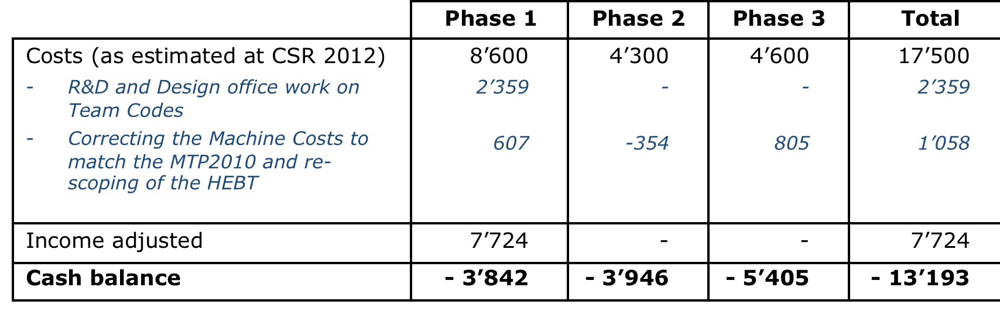 Phase 1 Phase 2 Phase 3 Total
Costs (as estimated at CSR 2012) 8’600 4’300 4’600 17’500
- R&D and Design office work on 2’359 - - 2’359
Team Codes
- Correcting the Machine Costs to 607 -354 805 1’058
match the MTP2010 and re-
scoping of the HEBT
Income adjusted 7’724 - - 7’724
Cash balance - 3’842 - 3’946 - 5’405 - 13’193